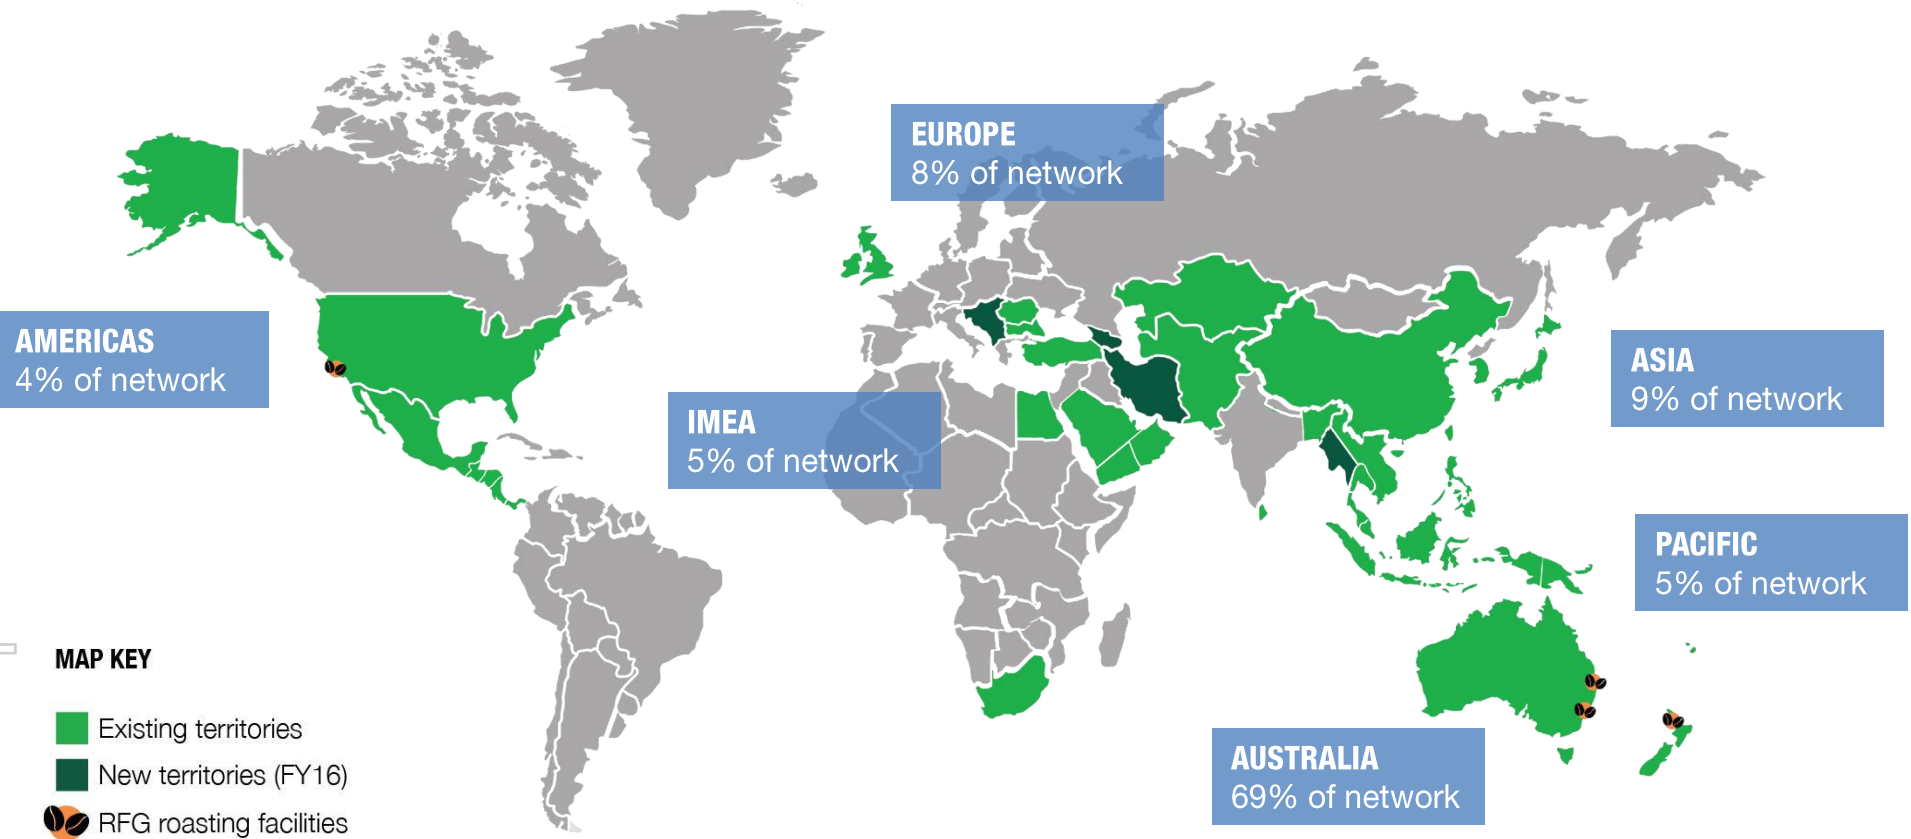 EUROPE
8% of network
AMERICAS
4% of network
ASIA
9% of network
IMEA
5% of network
PACIFIC
5% of network
MAP KEY
Existing territories
New territories (FY16)
RFG roasting facilities
AUSTRALIA
69% of network